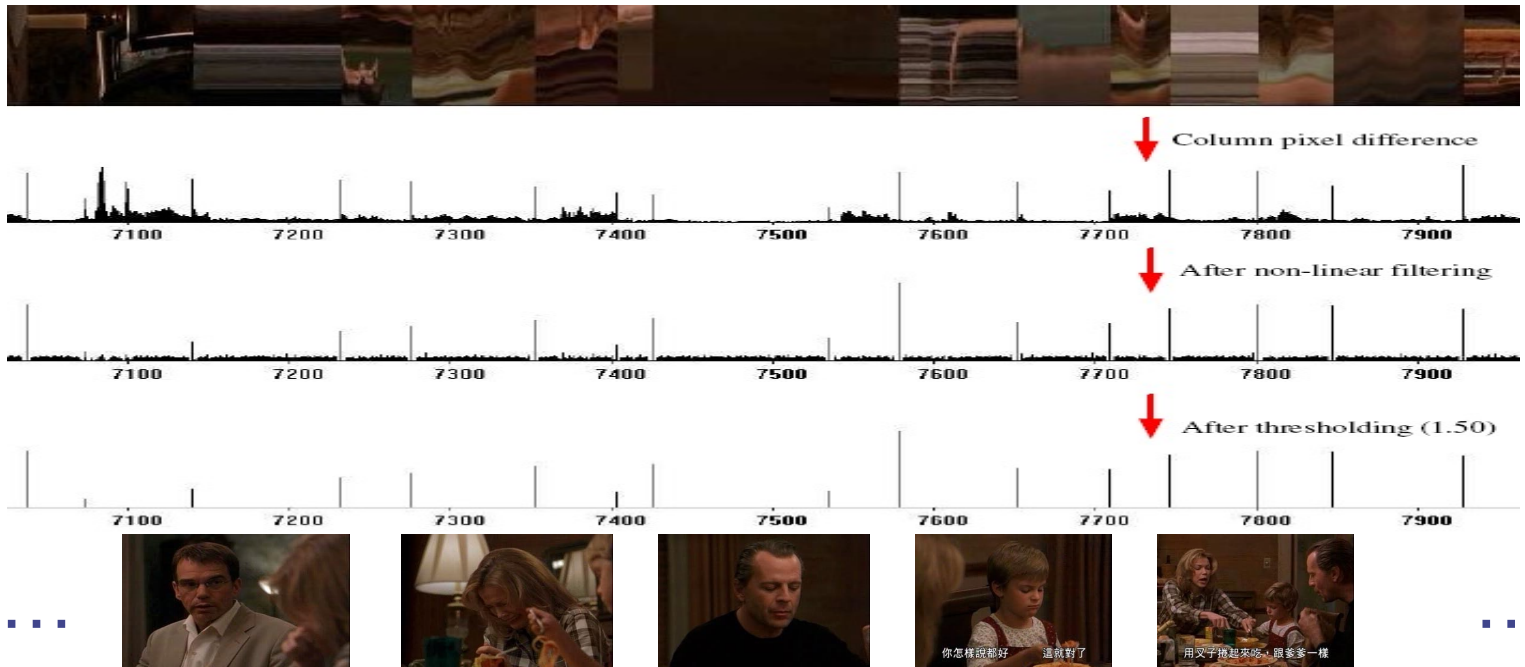 Column pixel difference
7100 7200 7300 7400 7500 7600 7700 7800 7900
After non-linear filtering
7100 7200 7300 7400 7500 7600 7700 7800 7900
After thresholding (1.50)
7100 7200 7300 7400 7500 7600 7700 7800 7900
... ..
你怎樣說都好 這就對了
用叉子捲起來吃，跟爹爹一樣